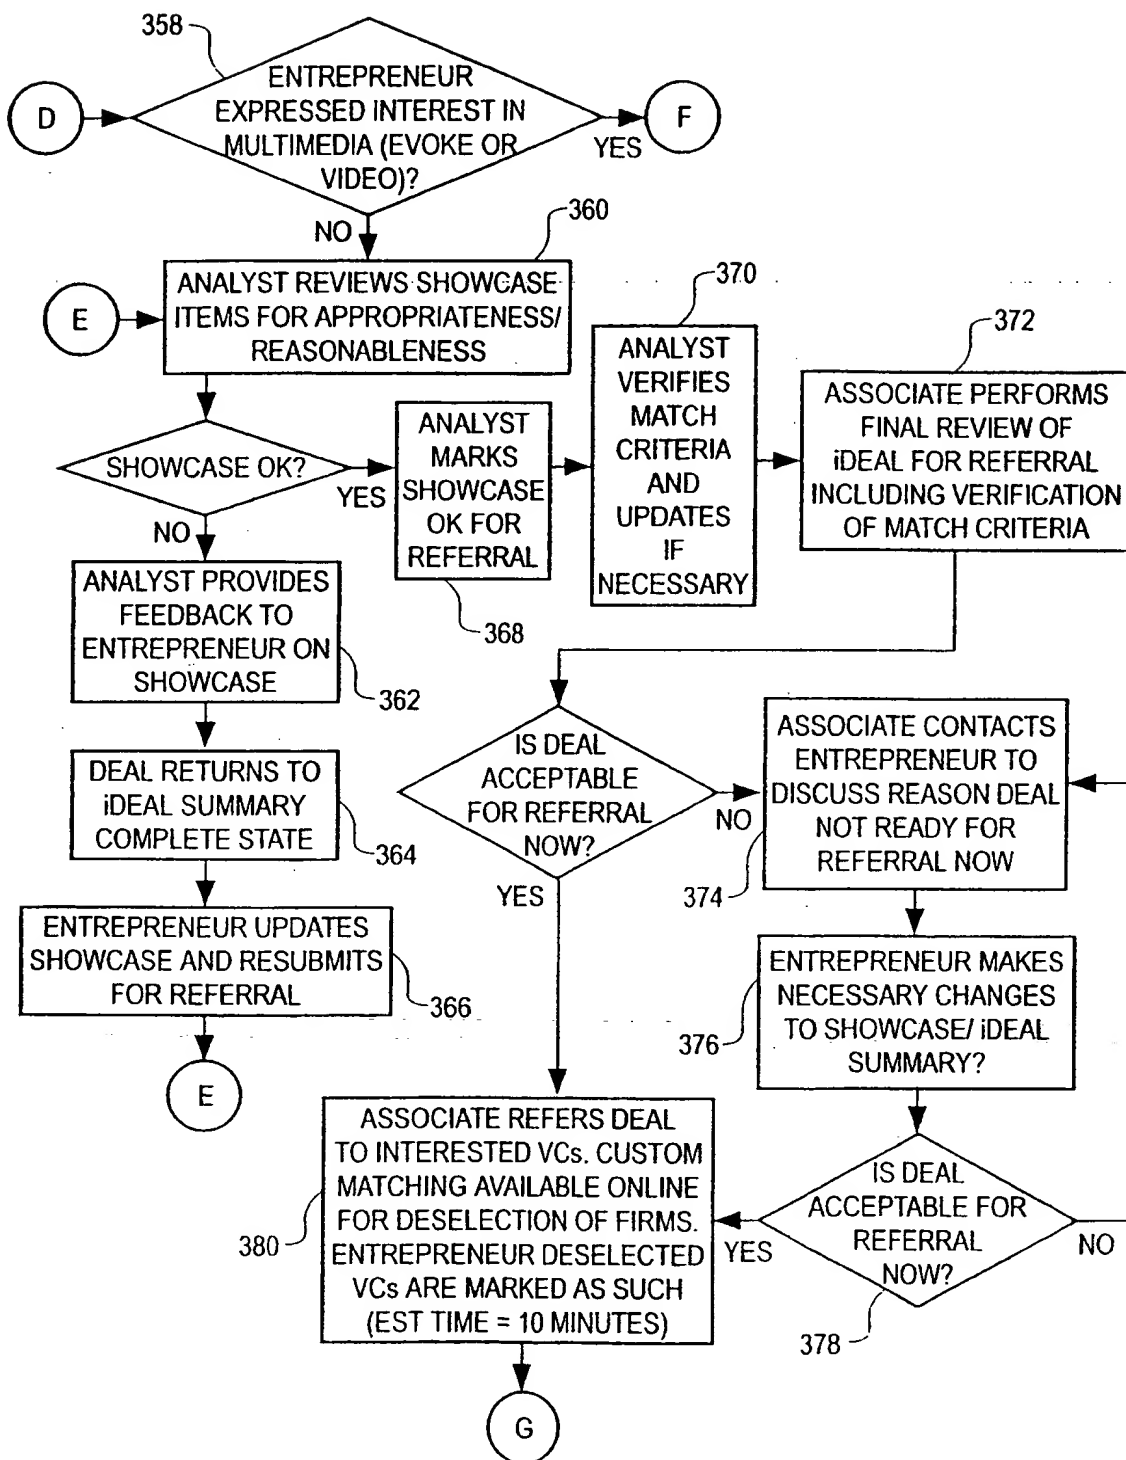 358
ENTREPRENEUR
EXPRESSED INTEREST IN
MULTIMEDIA (EVOKE OR
VIDEO)?
D
F
YES
NO
360
ANALYST REVIEWS SHOWCASE
ITEMS FOR APPROPRIATENESS/
REASONABLENESS
E
SHOWCASE OK?
YES
NO
ANALYST
MARKS
SHOWCASE
OK FOR
REFERRAL
368
370
ANALYST
VERIFIES
MATCH
CRITERIA
AND
UPDATES
IF
NECESSARY
372
ASSOCIATE PERFORMS
FINAL REVIEW OF
iDEAL FOR REFERRAL
INCLUDING VERIFICATION
OF MATCH CRITERIA
ANALYST PROVIDES
FEEDBACK TO
ENTREPRENEUR ON
SHOWCASE
362
DEAL RETURNS TO
iDEAL SUMMARY
COMPLETE STATE
364
ENTREPRENEUR UPDATES
SHOWCASE AND RESUBMITS
FOR REFERRAL
366
E
IS DEAL
ACCEPTABLE
FOR REFERRAL
NOW?
NO
YES
ASSOCIATE CONTACTS
ENTREPRENEUR TO
DISCUSS REASON DEAL
NOT READY FOR
REFERRAL NOW
374
ENTREPRENEUR MAKES
NECESSARY CHANGES
TO SHOWCASE/ iDEAL
SUMMARY?
376
IS DEAL
ACCEPTABLE FOR
REFERRAL
NOW?
YES
NO
378
ASSOCIATE REFERS DEAL
TO INTERESTED VCs. CUSTOM
MATCHING AVAILABLE ONLINE
FOR DESELECTION OF FIRMS.
ENTREPRENEUR DESELECTED
VCs ARE MARKED AS SUCH
(EST TIME = 10 MINUTES)
380
G